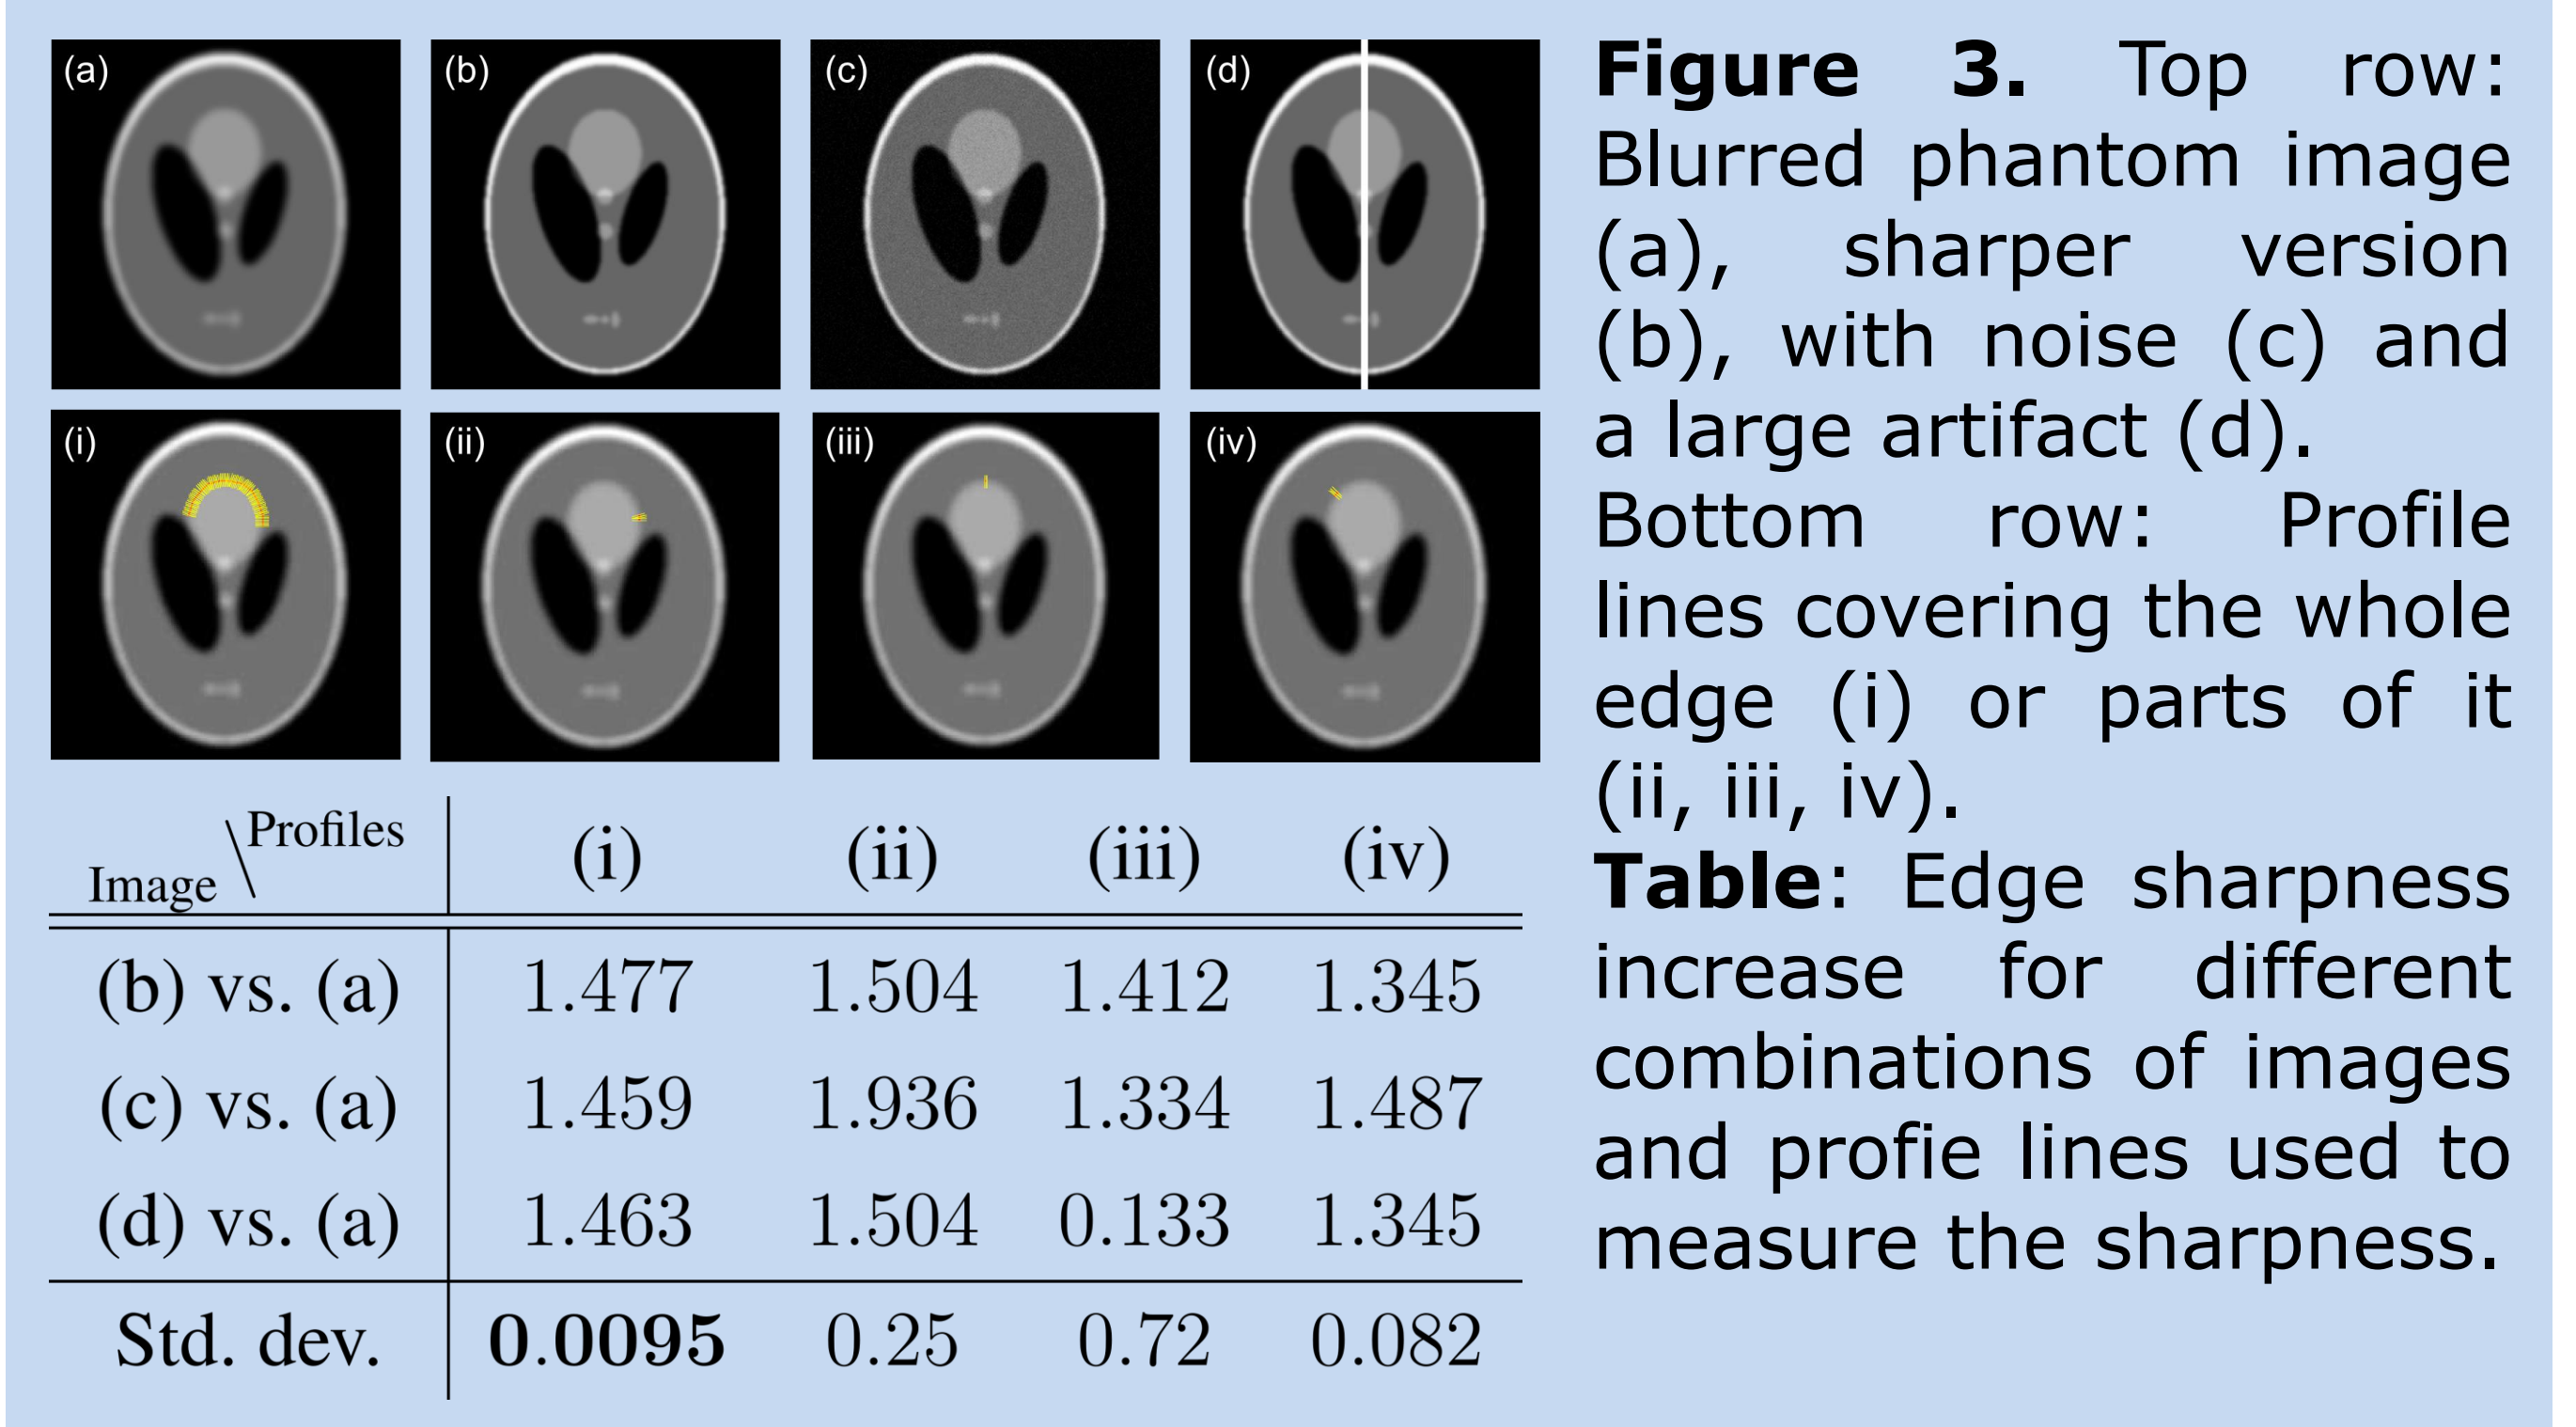 (a) (b) (c) (d)
(i) (ii) (iii) (iv)
Image \ Profiles (i) (ii) (iii) (iv)
(b) vs. (a) 1.477 1.504 1.412 1.345
(c) vs. (a) 1.459 1.936 1.334 1.487
(d) vs. (a) 1.463 1.504 0.133 1.345
Std. dev. 0.0095 0.25 0.72 0.082
Figure 3. Top row:
Blurred phantom image
(a), sharper version
(b), with noise (c) and
a large artifact (d).
Bottom row: Profile
lines covering the whole
edge (i) or parts of it
(ii, iii, iv).
Table: Edge sharpness
increase for different
combinations of images
and profie lines used to
measure the sharpness.